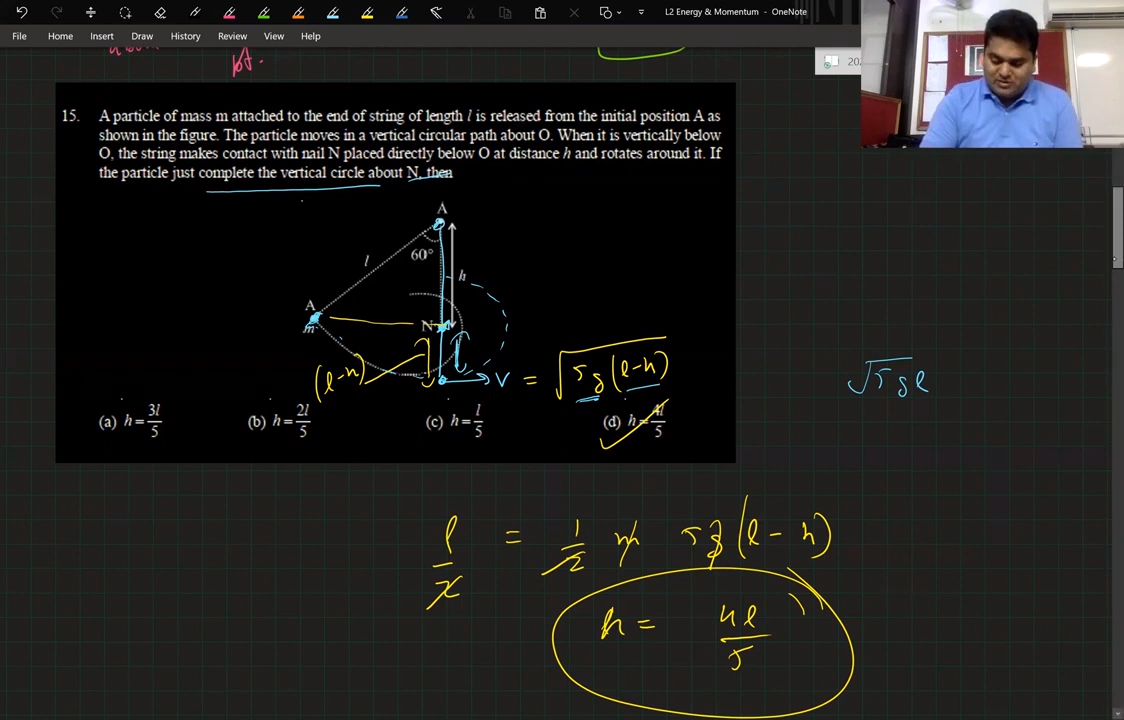 L2 Energy & Momentum - OneNote
File Home Insert Draw History Review View Help
pt.
202
15. A particle of mass m attached to the end of string of length l is released from the initial position A as
shown in the figure. The particle moves in a vertical circular path about O. When it is vertically below
O, the string makes contact with nail N placed directly below O at distance h and rotates around it. If
the particle just complete the vertical circle about N, then
A
60°
l
h
A
m
N
(l-h)
V = √5g(l-h)
√5gl
(a) h=3l/5 (b) h=2l/5 (c) h=l/5 (d) h=4l/5
l/2 = 1/2 m 5g(l-h)
h = 4l/5